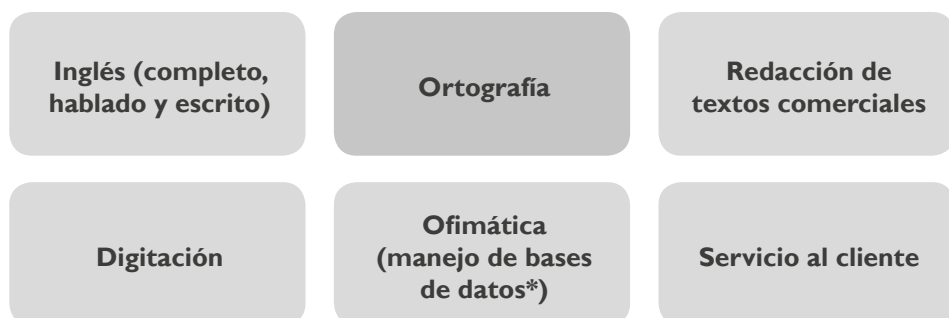 Inglés (completo,
hablado y escrito)
Ortografía
Redacción de
textos comerciales
Digitación
Ofimática
(manejo de bases
de datos*)
Servicio al cliente